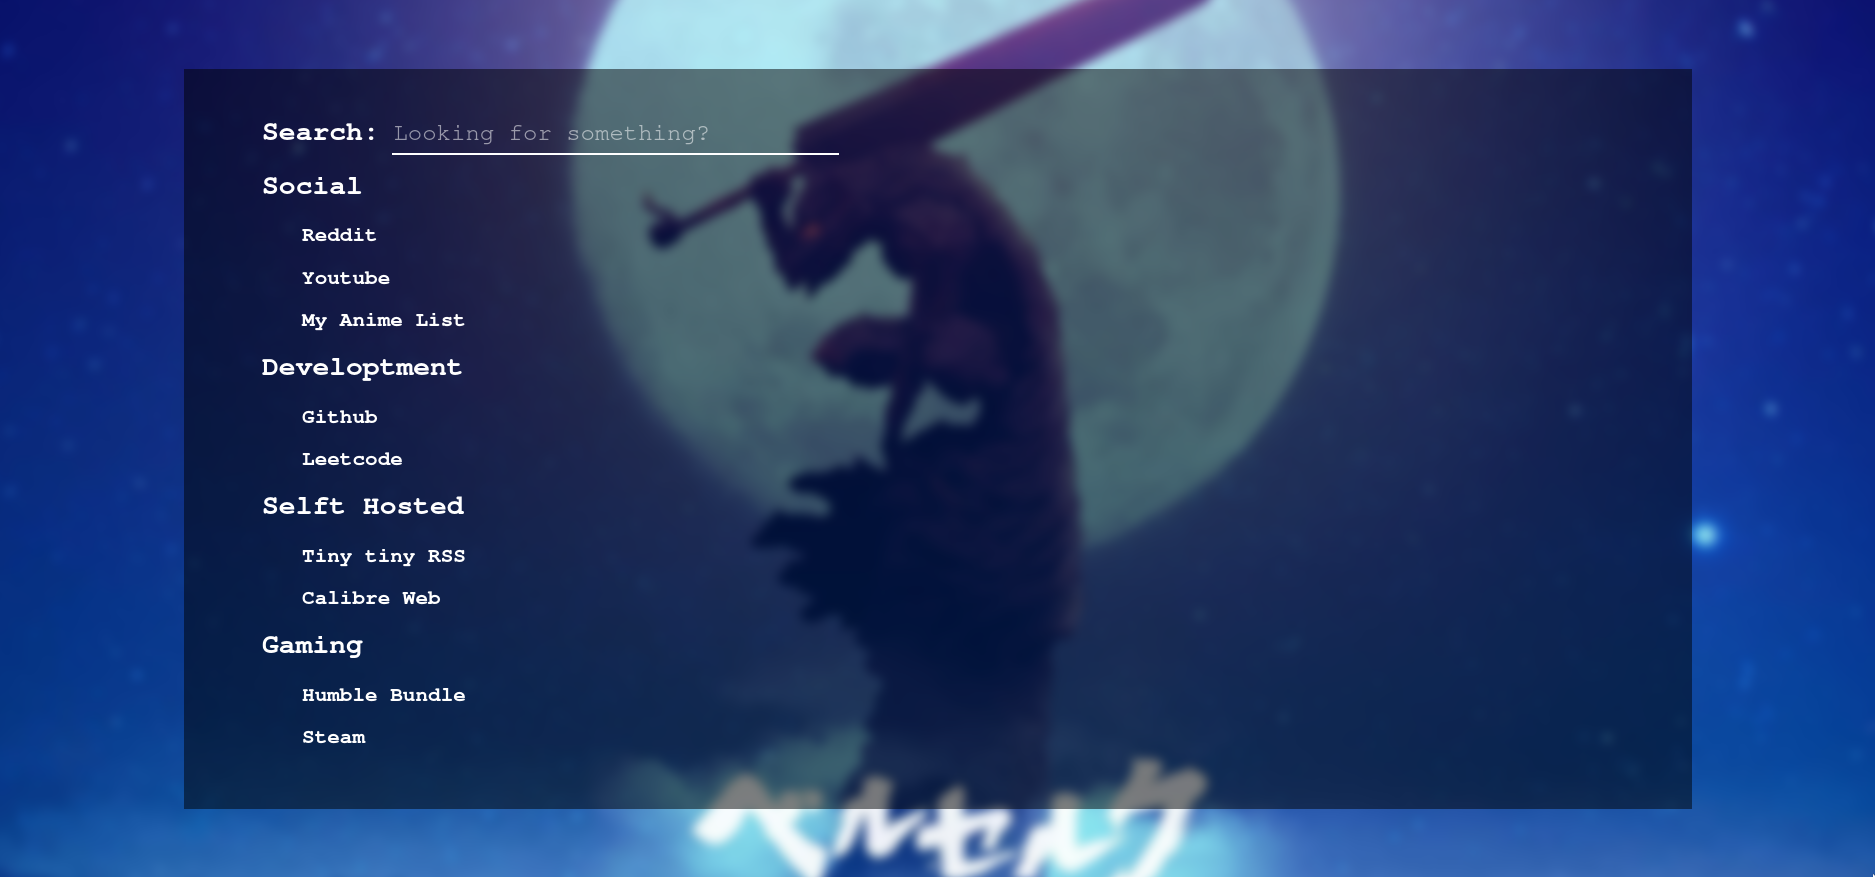 Search: Looking for something?
Social
Reddit
Youtube
My Anime List
Developtment
Github
Leetcode
Selft Hosted
Tiny tiny RSS
Calibre Web
Gaming
Humble Bundle
Steam
ベルセルク